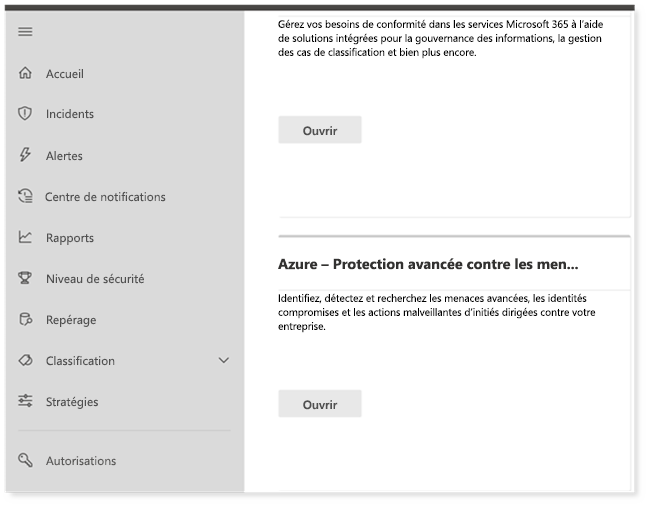 Accueil
Incidents
Alertes
Centre de notifications
Rapports
Niveau de sécurité
Repérage
Classification
Stratégies
Autorisations
Gérez vos besoins de conformité dans les services Microsoft 365 à l'aide
de solutions intégrées pour la gouvernance des informations, la gestion
des cas de classification et bien plus encore.
Ouvrir
Azure – Protection avancée contre les men...
Identifiez, détectez et recherchez les menaces avancées, les identités
compromises et les actions malveillantes d'initiés dirigées contre votre
entreprise.
Ouvrir